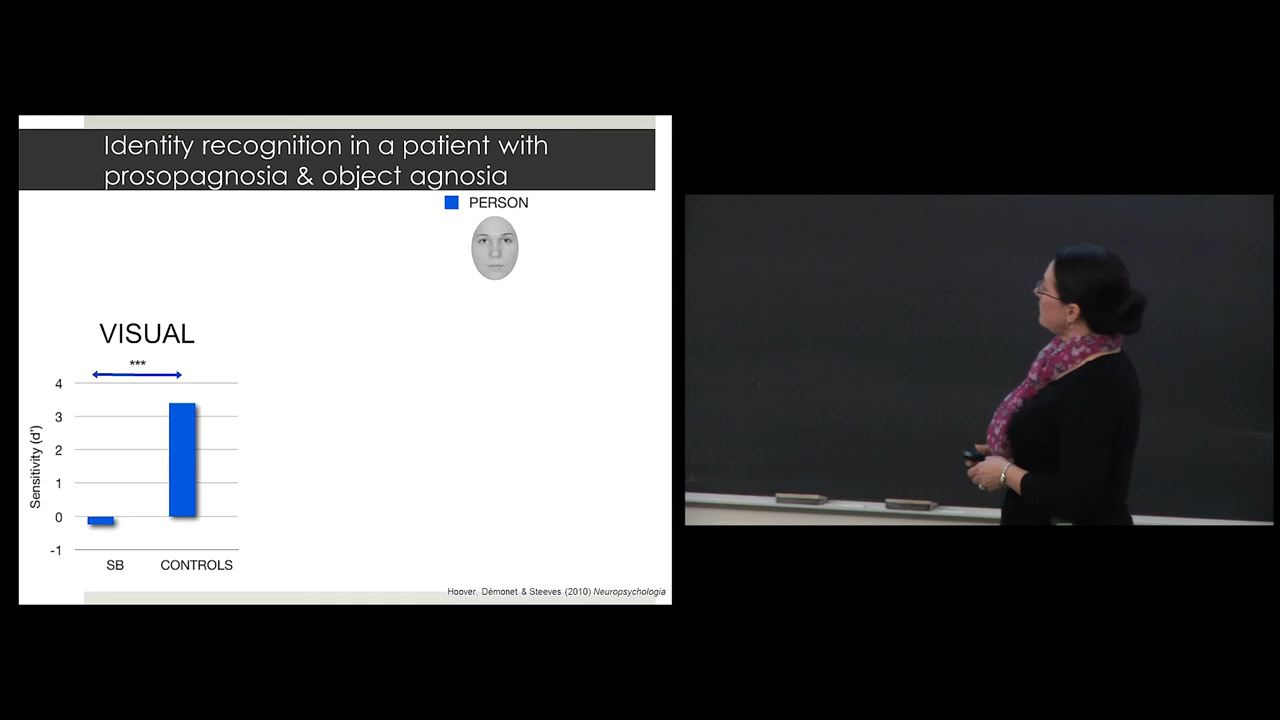 Identity recognition in a patient with
prosopagnosia & object agnosia
PERSON
VISUAL
***
4
3
2
1
0
-1
Sensitivity (d')
SB CONTROLS
Hoover, Démonet & Steeves (2010) Neuropsychologia